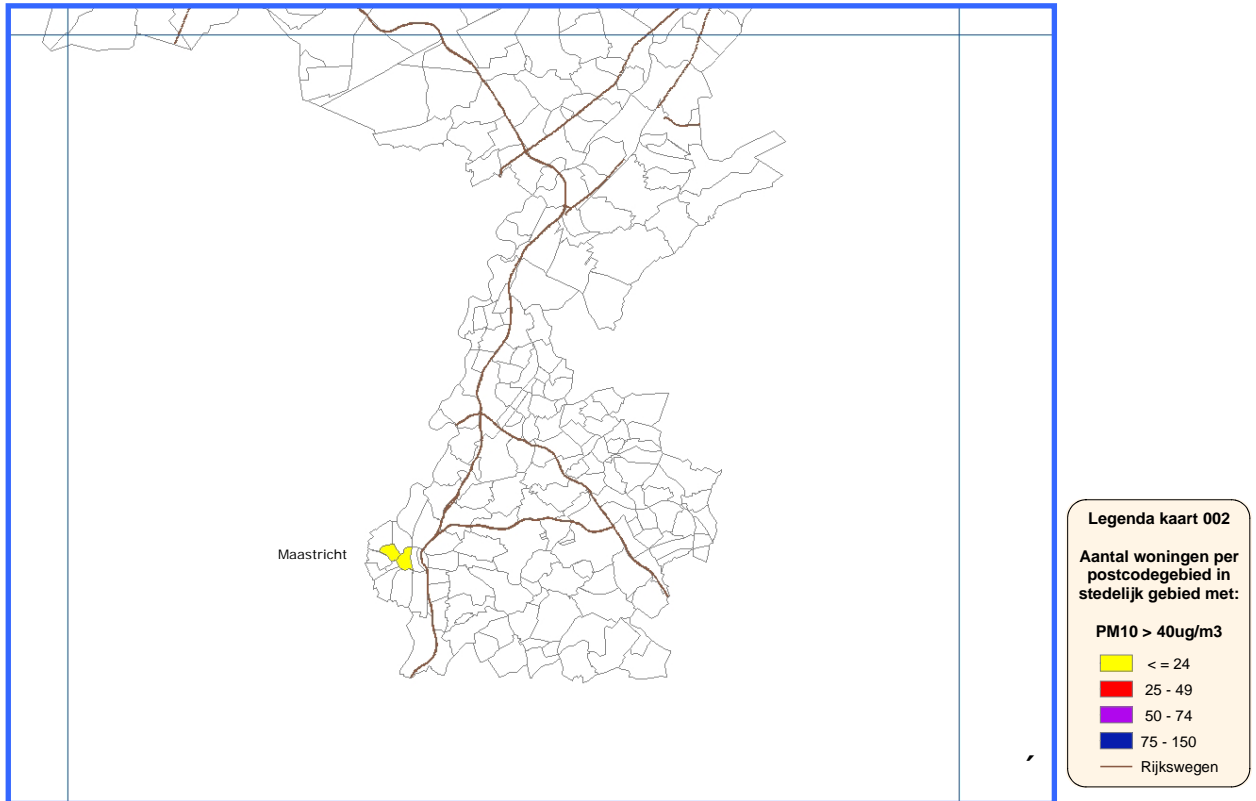 Maastricht
Legenda kaart 002
Aantal woningen per
postcodegebied in
stedelijk gebied met:
PM10 > 40ug/m3
< = 24
25 - 49
50 - 74
75 - 150
Rijkswegen